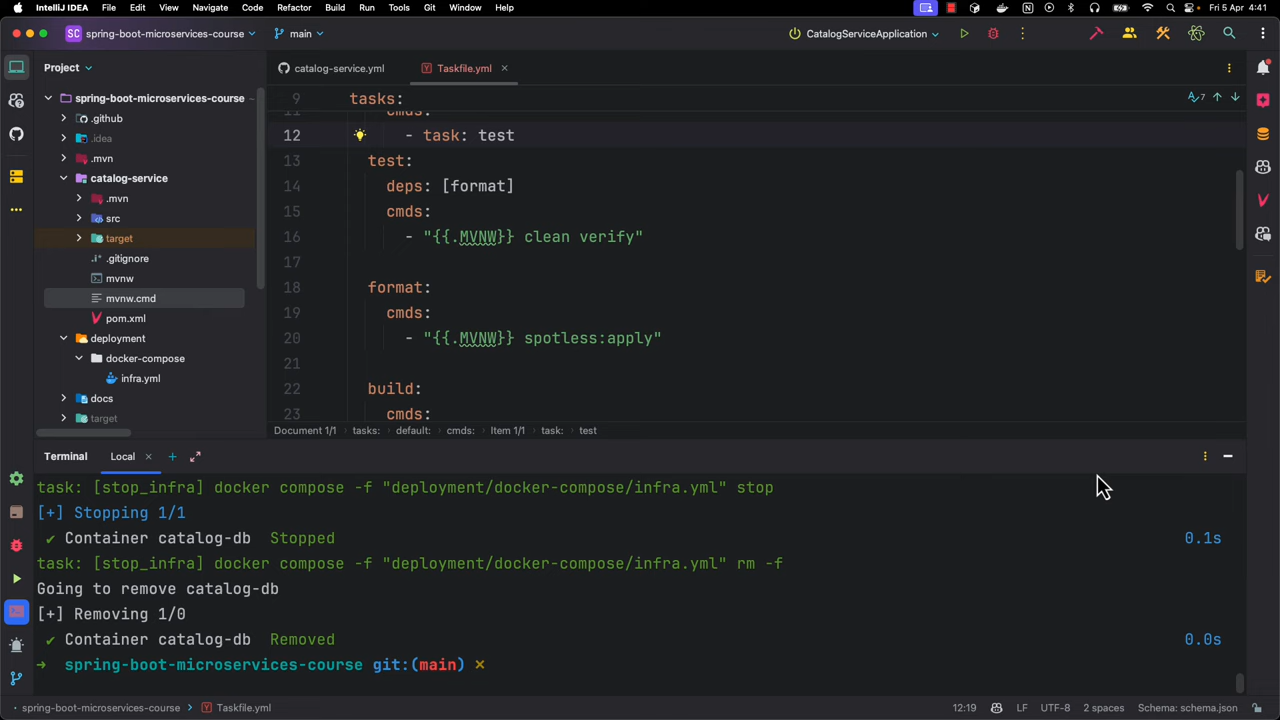 IntelliJ IDEA File Edit View Navigate Code Refactor Build Run Tools Git Window Help Fri 5 Apr 4:41
SC spring-boot-microservices-course main CatalogServiceApplication
Project
catalog-service.yml Taskfile.yml
spring-boot-microservices-course
.github
.idea
.mvn
catalog-service
.mvn
src
target
.gitignore
mvnw
mvnw.cmd
pom.xml
deployment
docker-compose
infra.yml
docs
target
9 tasks: 7
11 cmds:
12 - task: test
13 test:
14 deps: [format]
15 cmds:
16 - "{{.MVNW}} clean verify"
17
18 format:
19 cmds:
20 - "{{.MVNW}} spotless:apply"
21
22 build:
23 cmds:
Document 1/1 tasks: default: cmds: Item 1/1 task: test
Terminal Local
task: [stop_infra] docker compose -f "deployment/docker-compose/infra.yml" stop
[+] Stopping 1/1
✔ Container catalog-db Stopped 0.1s
task: [stop_infra] docker compose -f "deployment/docker-compose/infra.yml" rm -f
Going to remove catalog-db
[+] Removing 1/0
✔ Container catalog-db Removed 0.0s
→ spring-boot-microservices-course git:(main) ✗
spring-boot-microservices-course Taskfile.yml 12:19 LF UTF-8 2 spaces Schema: schema.json